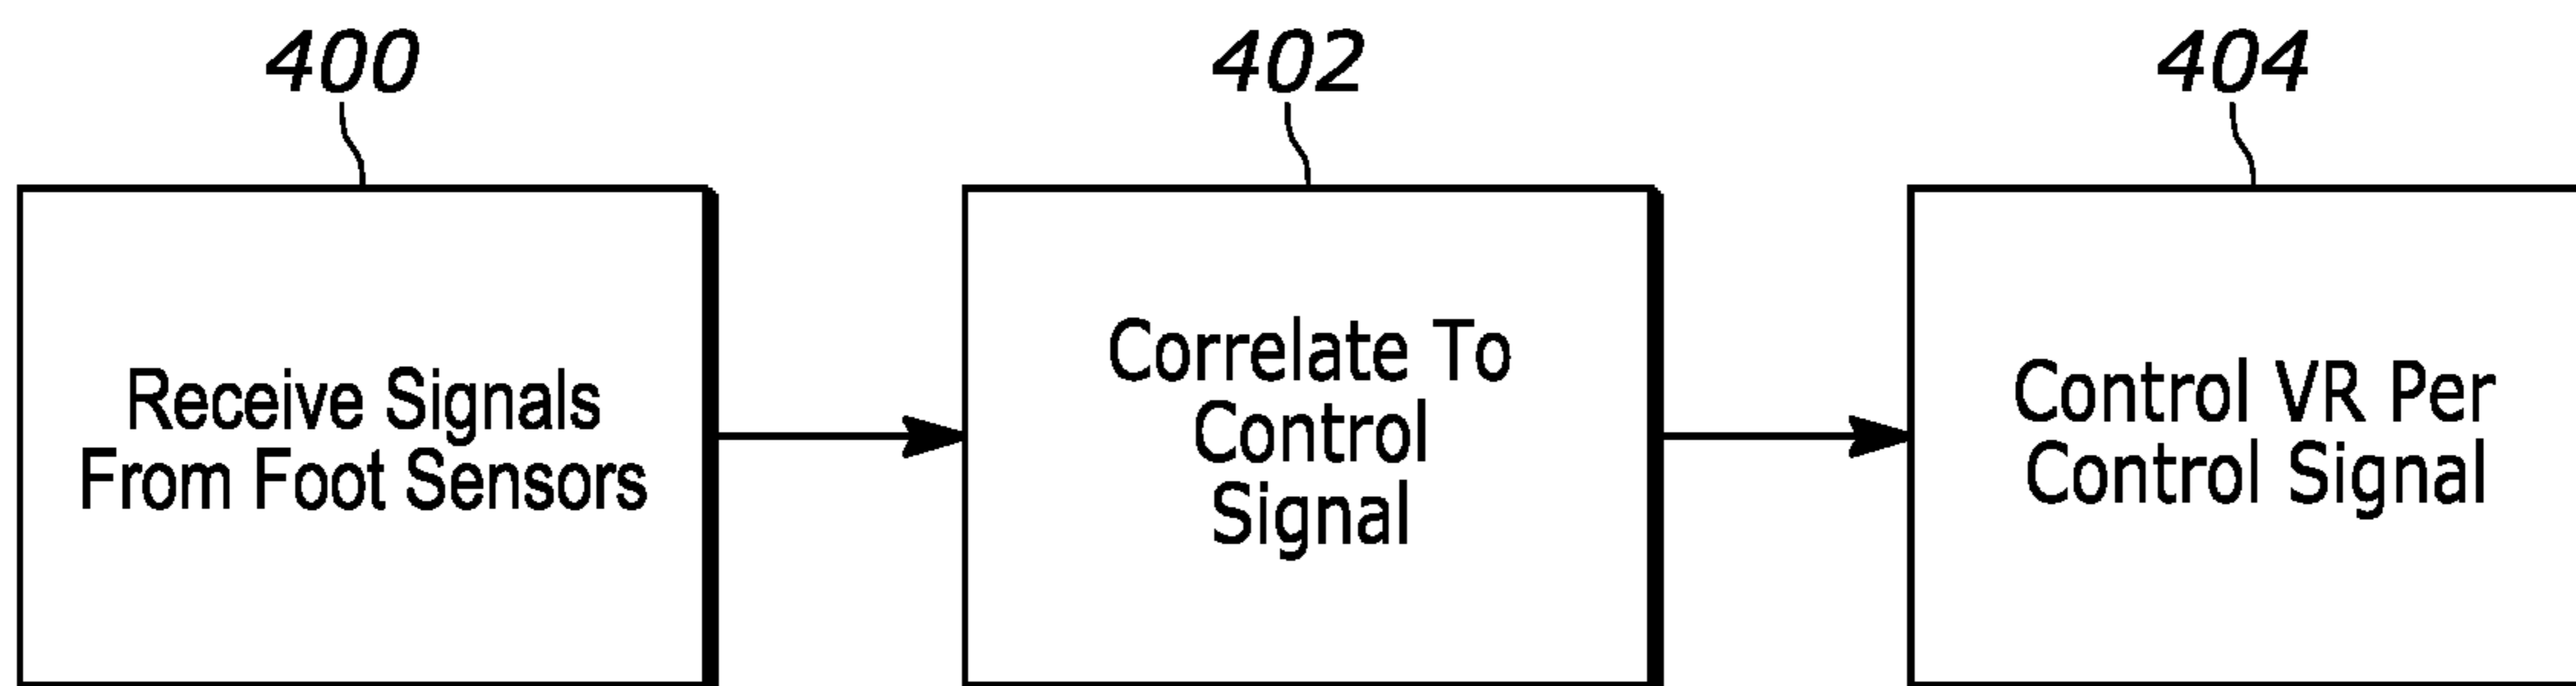 400
402
404
Receive Signals
From Foot Sensors
Correlate To
Control
Signal
Control VR Per
Control Signal